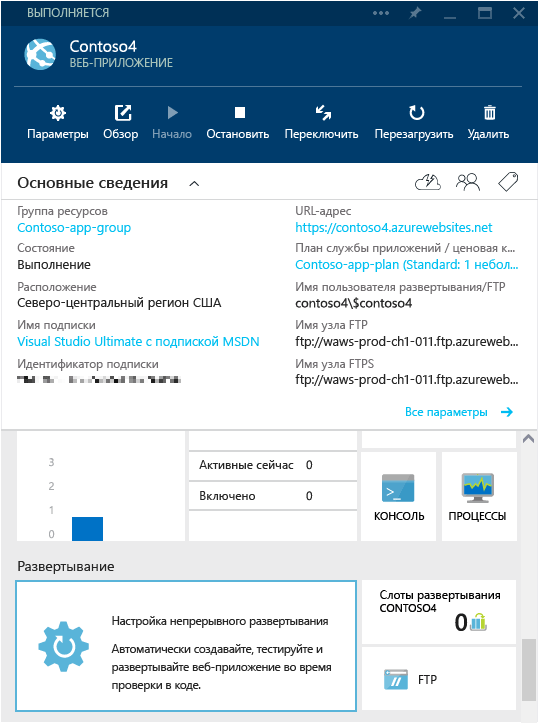 ВЫПОЛНЯЕТСЯ
Contoso4
ВЕБ-ПРИЛОЖЕНИЕ
Параметры Обзор Начало Остановить Переключить Перезагрузить Удалить
Основные сведения
Группа ресурсов
Contoso-app-group
Состояние
Выполнение
Расположение
Северо-центральный регион США
Имя подписки
Visual Studio Ultimate с подпиской MSDN
Идентификатор подписки
URL-адрес
https://contoso4.azurewebsites.net
План службы приложений / ценовая к...
Contoso-app-plan (Standard: 1 небол...
Имя пользователя развертывания/FTP
contoso4\$contoso4
Имя узла FTP
ftp://waws-prod-ch1-011.ftp.azureweb...
Имя узла FTPS
ftp://waws-prod-ch1-011.ftp.azureweb...
Все параметры
3
2
1
0
Активные сейчас 0
Включено 0
КОНСОЛЬ
ПРОЦЕССЫ
Развертывание
Настройка непрерывного развертывания
Автоматически создавайте, тестируйте и
развертывайте веб-приложение во время
проверки в коде.
Слоты развертывания
CONTOSO4
0
FTP